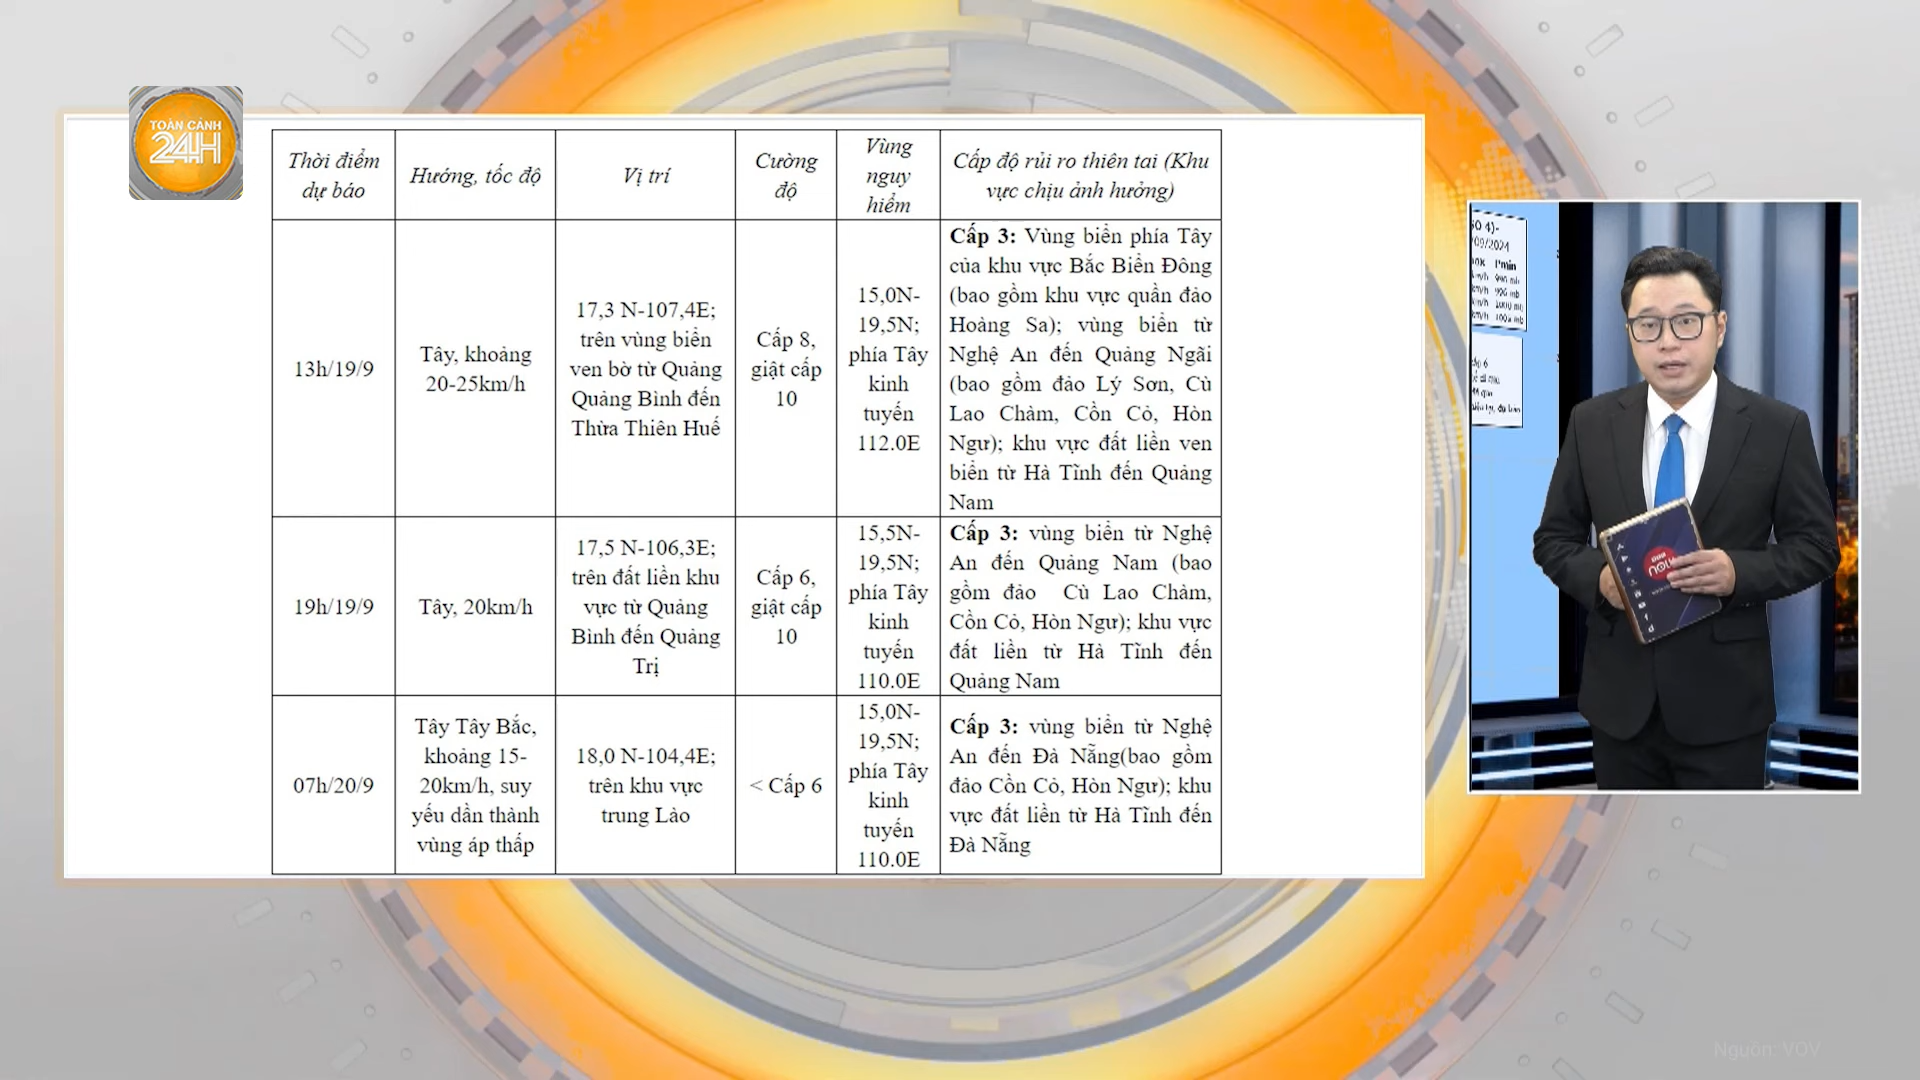 TOÀN CẢNH
24H
Thời điểm
dự báo
Hướng, tốc độ
Vị trí
Cường
độ
Vùng
nguy
hiểm
Cấp độ rủi ro thiên tai (Khu
vực chịu ảnh hưởng)
13h/19/9
Tây, khoảng
20-25km/h
17,3 N-107,4E;
trên vùng biển
ven bờ từ Quảng
Quảng Bình đến
Thừa Thiên Huế
Cấp 8,
giật cấp
10
15,0N-
19,5N;
phía Tây
kinh
tuyến
112.0E
Cấp 3: Vùng biển phía Tây
của khu vực Bắc Biển Đông
(bao gồm khu vực quần đảo
Hoàng Sa); vùng biển từ
Nghệ An đến Quảng Ngãi
(bao gồm đảo Lý Sơn, Cù
Lao Chàm, Cồn Cỏ, Hòn
Ngư); khu vực đất liền ven
biển từ Hà Tĩnh đến Quảng
Nam
19h/19/9
Tây, 20km/h
17,5 N-106,3E;
trên đất liền khu
vực từ Quảng
Bình đến Quảng
Trị
Cấp 6,
giật cấp
10
15,5N-
19,5N;
phía Tây
kinh
tuyến
110.0E
Cấp 3: vùng biển từ Nghệ
An đến Quảng Nam (bao
gồm đảo Cù Lao Chàm,
Cồn Cỏ, Hòn Ngư); khu vực
đất liền từ Hà Tĩnh đến
Quảng Nam
07h/20/9
Tây Tây Bắc,
khoảng 15-
20km/h, suy
yếu dần thành
vùng áp thấp
18,0 N-104,4E;
trên khu vực
trung Lào
< Cấp 6
15,0N-
19,5N;
phía Tây
kinh
tuyến
110.0E
Cấp 3: vùng biển từ Nghệ
An đến Đà Nẵng(bao gồm
đảo Cồn Cỏ, Hòn Ngư); khu
vực đất liền từ Hà Tĩnh đến
Đà Nẵng
SỐ 4)-
/09/2024
Pmin
Nguồn: VOV